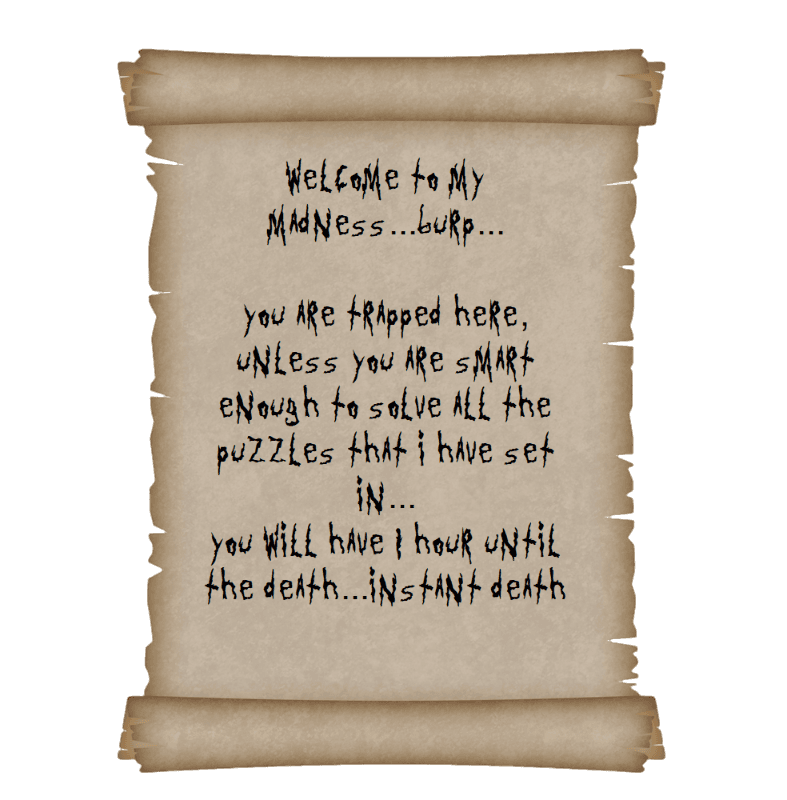 Welcome to My
MadNess...burp...
you are trapped here,
unless you are smart
enough to solve all the
puzzles that i have set
in...
you will have 1 hour until
the death...instant death